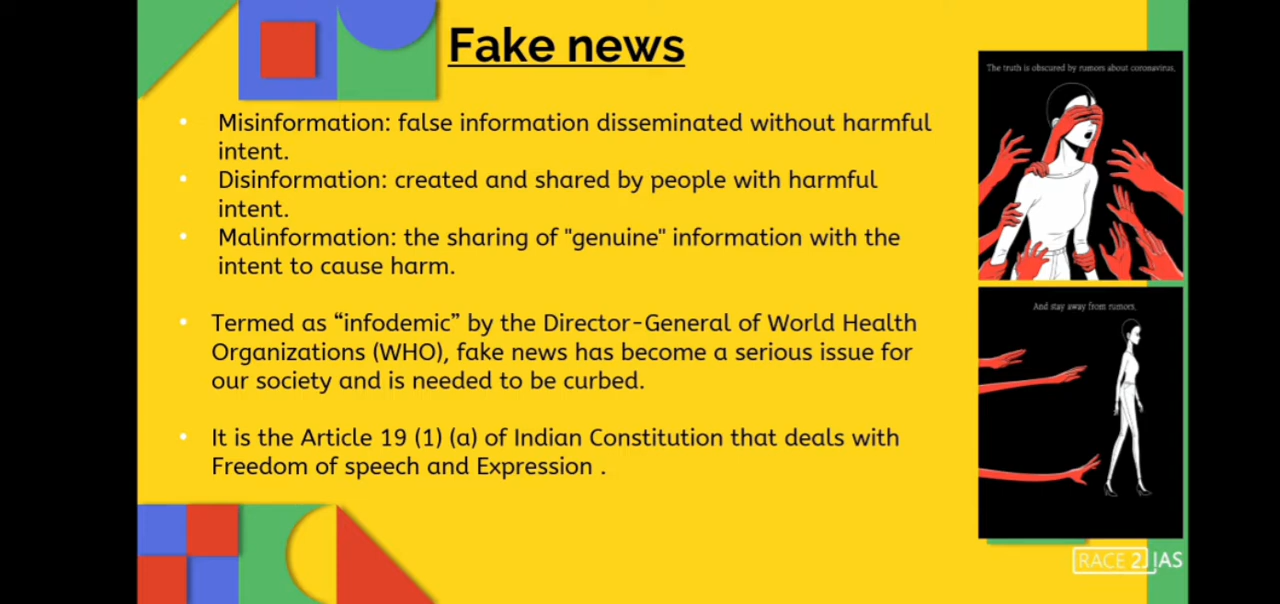 Fake news
• Misinformation: false information disseminated without harmful
intent.
• Disinformation: created and shared by people with harmful
intent.
• Malinformation: the sharing of "genuine" information with the
intent to cause harm.
• Termed as “infodemic” by the Director-General of World Health
Organizations (WHO), fake news has become a serious issue for
our society and is needed to be curbed.
• It is the Article 19 (1) (a) of Indian Constitution that deals with
Freedom of speech and Expression .
The truth is obscured by rumors about coronavirus,
And stay away from rumors,
RACE 2 IAS